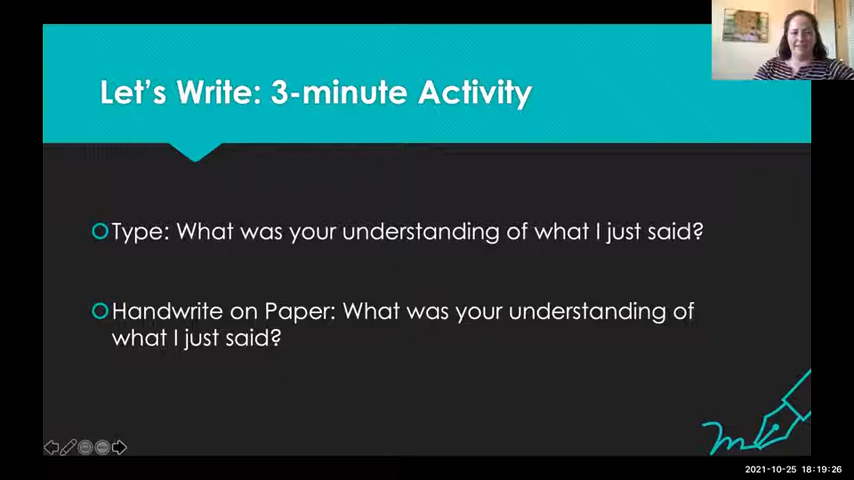 Let's Write: 3-minute Activity
Type: What was your understanding of what I just said?
Handwrite on Paper: What was your understanding of
what I just said?
2021-10-25 18:19:26